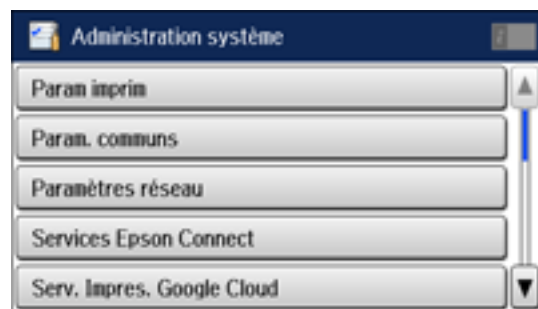 Administration système
Param imprim
Param. communs
Paramètres réseau
Services Epson Connect
Serv. Impres. Google Cloud